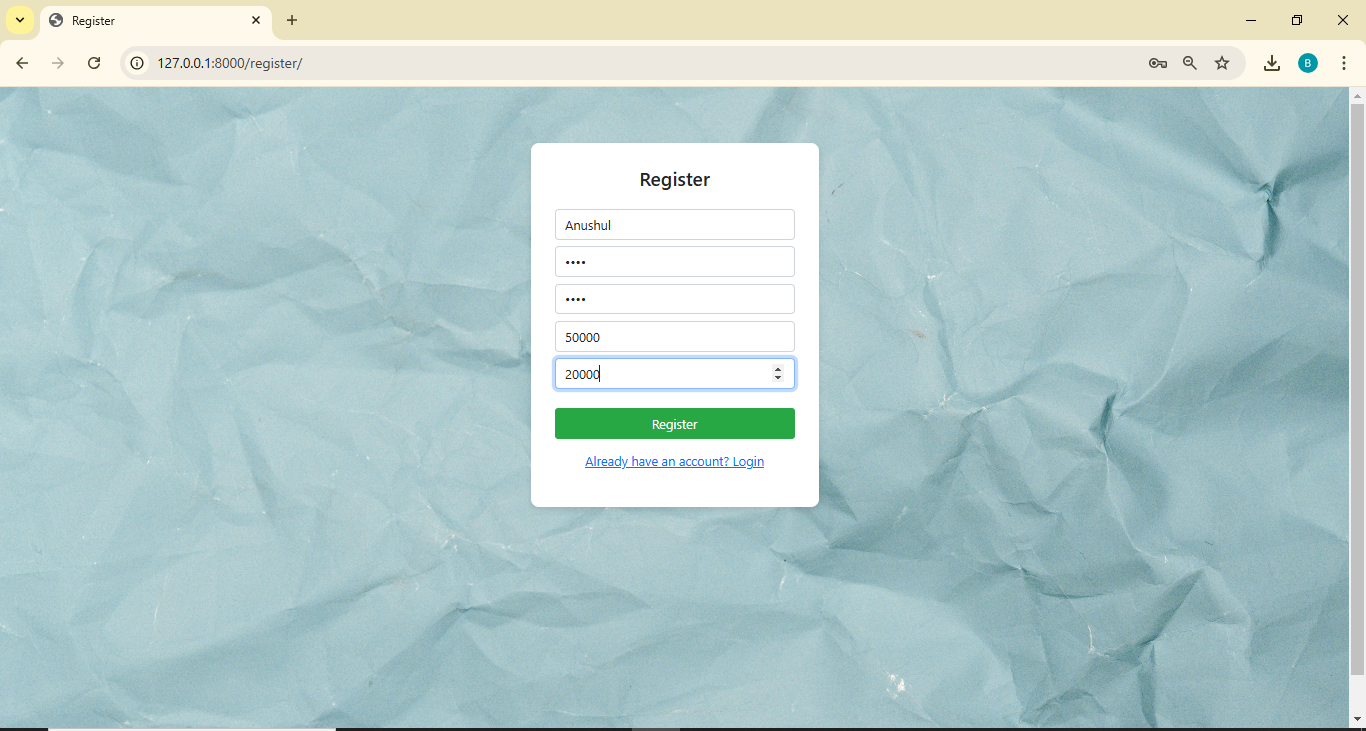 Register
127.0.0.1:8000/register/
B
Register
Anushul
••••
••••
50000
20000
Register
Already have an account? Login